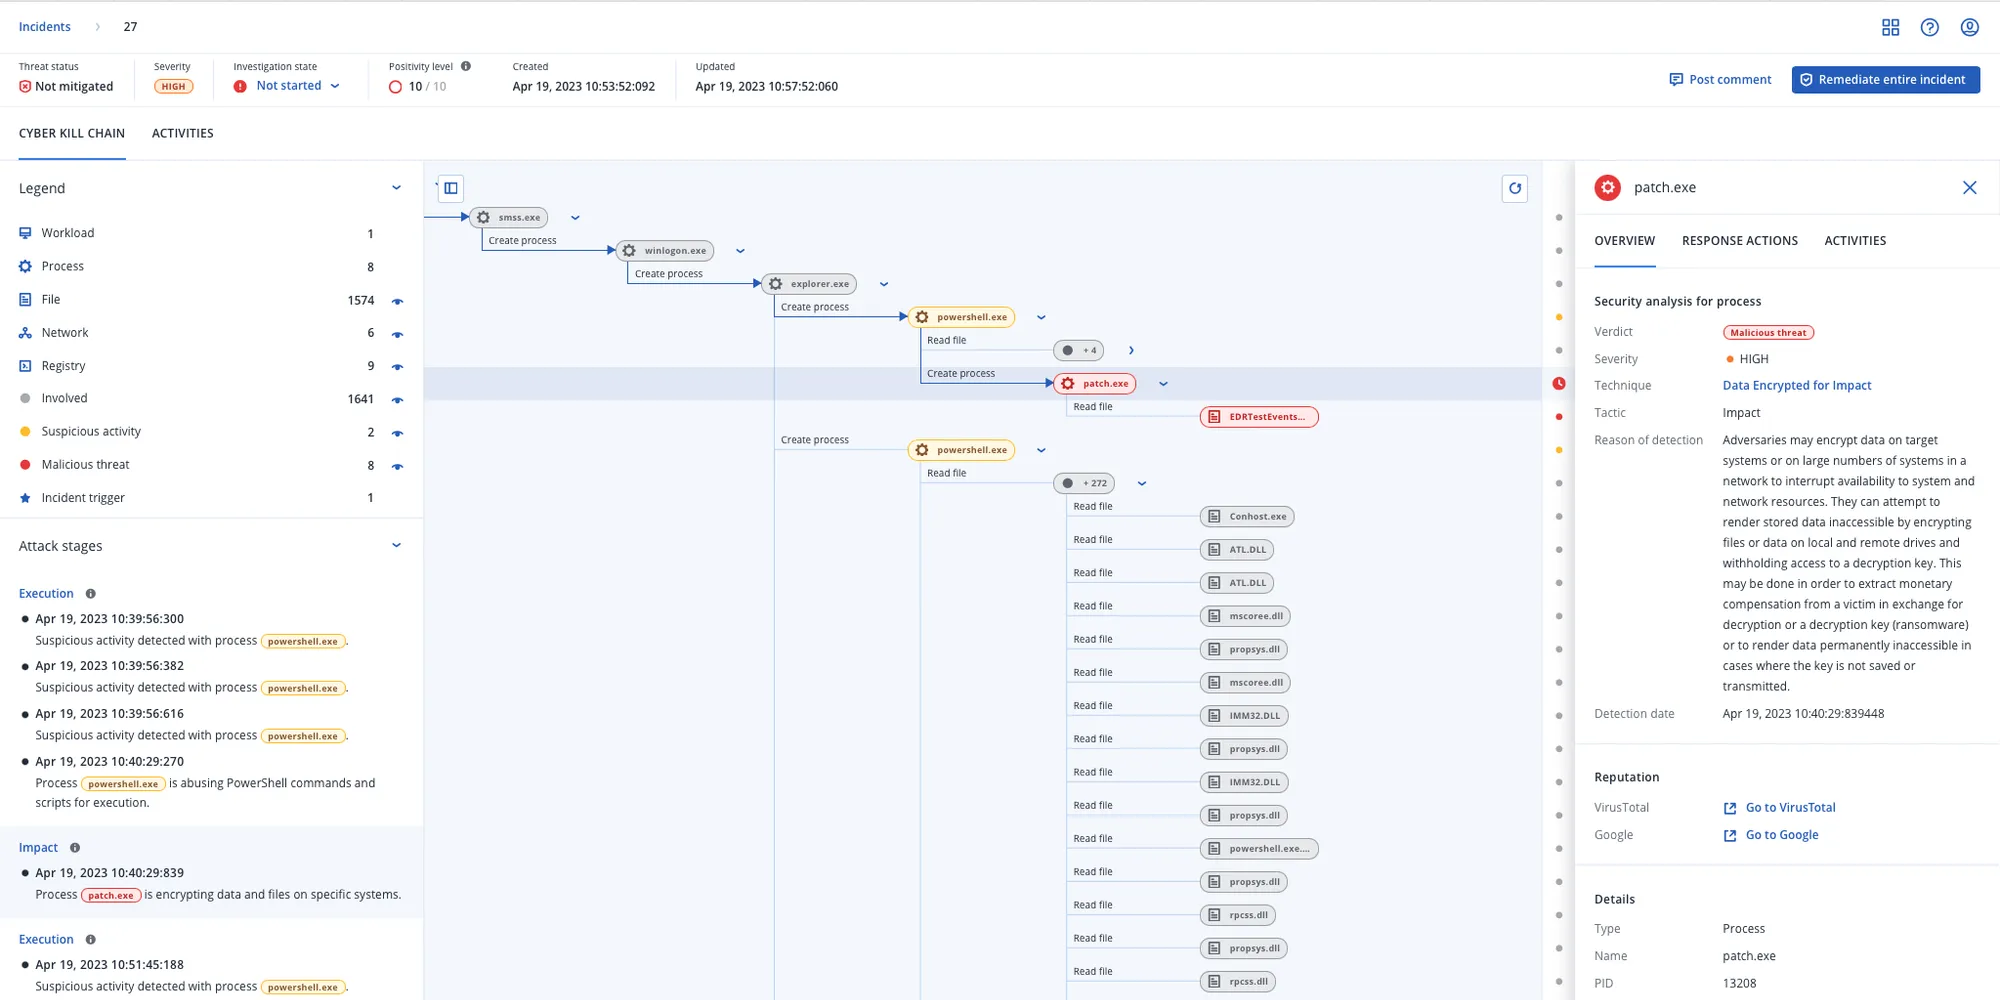 Incidents
27
Threat status
Not mitigated
Severity
HIGH
Investigation state
Not started
Positivity level
10 / 10
Created
Apr 19, 2023 10:53:52:092
Updated
Apr 19, 2023 10:57:52:060
Post comment
Remediate entire incident
CYBER KILL CHAIN
ACTIVITIES
Legend
Workload 1
Process 8
File 1574
Network 6
Registry 9
Involved 1641
Suspicious activity 2
Malicious threat 8
Incident trigger 1
Attack stages
Execution
Apr 19, 2023 10:39:56:300
Suspicious activity detected with process powershell.exe.
Apr 19, 2023 10:39:56:382
Suspicious activity detected with process powershell.exe.
Apr 19, 2023 10:39:56:616
Suspicious activity detected with process powershell.exe.
Apr 19, 2023 10:40:29:270
Process powershell.exe is abusing PowerShell commands and
scripts for execution.
Impact
Apr 19, 2023 10:40:29:839
Process patch.exe is encrypting data and files on specific systems.
Execution
Apr 19, 2023 10:51:45:188
Suspicious activity detected with process powershell.exe.
smss.exe
Create process
winlogon.exe
Create process
explorer.exe
Create process
powershell.exe
Read file
+ 4
Create process
patch.exe
Read file
EDRTestEvents...
Create process
powershell.exe
Read file
+ 272
Read file
Conhost.exe
Read file
ATL.DLL
Read file
ATL.DLL
Read file
mscoree.dll
Read file
propsys.dll
Read file
mscoree.dll
Read file
IMM32.DLL
Read file
propsys.dll
Read file
IMM32.DLL
Read file
propsys.dll
Read file
powershell.exe....
Read file
propsys.dll
Read file
rpcss.dll
Read file
propsys.dll
Read file
rpcss.dll
patch.exe
OVERVIEW
RESPONSE ACTIONS
ACTIVITIES
Security analysis for process
Verdict
Malicious threat
Severity
HIGH
Technique
Data Encrypted for Impact
Tactic
Impact
Reason of detection
Adversaries may encrypt data on target
systems or on large numbers of systems in a
network to interrupt availability to system and
network resources. They can attempt to
render stored data inaccessible by encrypting
files or data on local and remote drives and
withholding access to a decryption key. This
may be done in order to extract monetary
compensation from a victim in exchange for
decryption or a decryption key (ransomware)
or to render data permanently inaccessible in
cases where the key is not saved or
transmitted.
Detection date
Apr 19, 2023 10:40:29:839448
Reputation
VirusTotal
Go to VirusTotal
Google
Go to Google
Details
Type
Process
Name
patch.exe
PID
13208